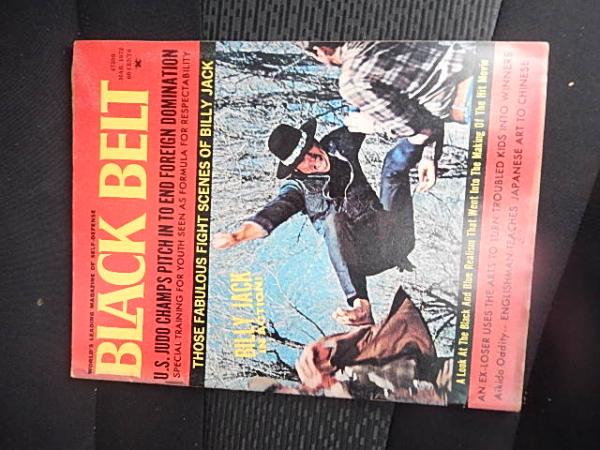 WORLD'S LEADING MAGAZINE OF SELF-DEFENSE
BLACK BELT
MAR. 1972
60 CENTS
U.S. JUDO CHAMPS PITCH IN TO END FOREIGN DOMINATION
SPECIAL TRAINING FOR YOUTH SEEN AS FORMULA FOR RESPECTABILITY
THOSE FABULOUS FIGHT SCENES OF BILLY JACK
BILLY JACK
IN ACTION!
A Look At The Black And Blue Realism That Went Into The Making Of The Hit Movie
AN EX-LOSER USES THE ARTS TO TURN TROUBLED KIDS INTO WINNERS
Aikido Oddity— ENGLISHMAN TEACHES JAPANESE ART TO CHINESE